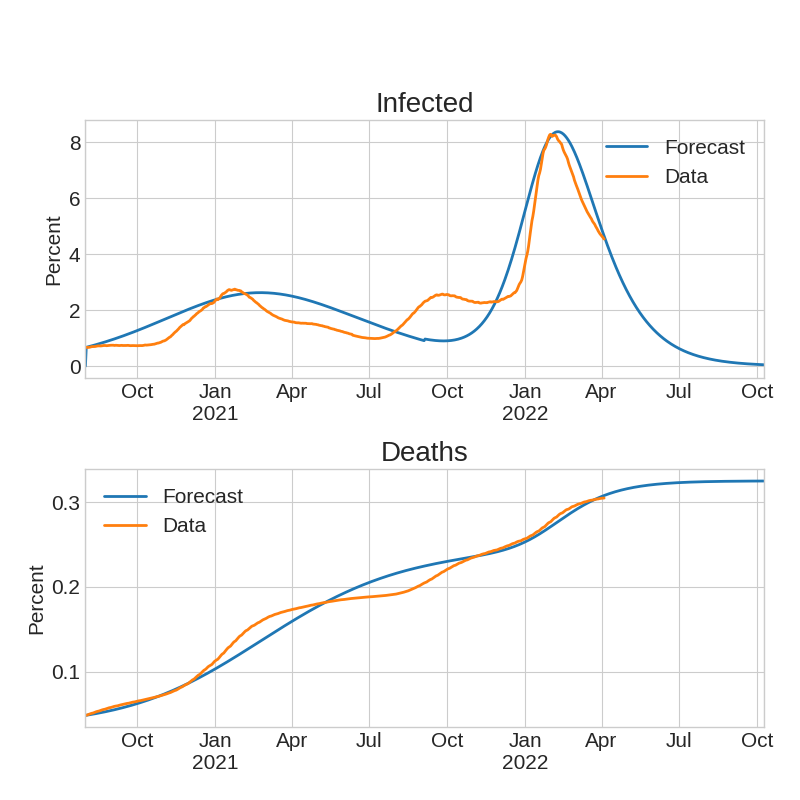 Infected
Percent
8
6
4
2
0
Forecast
Data
Oct Jan Apr Jul Oct Jan Apr Jul Oct
2021 2022
Deaths
Percent
0.3
0.2
0.1
Forecast
Data
Oct Jan Apr Jul Oct Jan Apr Jul Oct
2021 2022